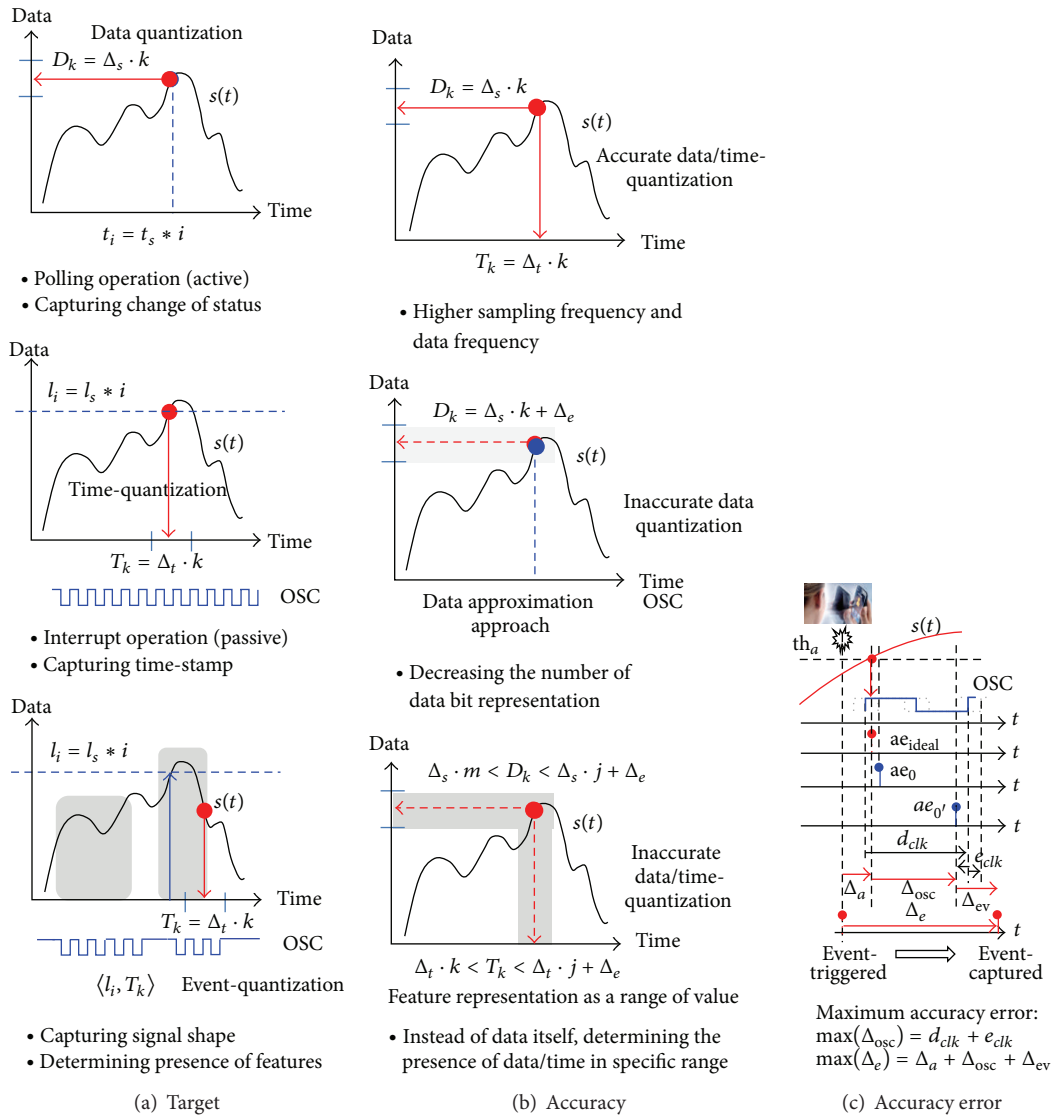 Data
Data quantization
D_k = Δ_s · k
s(t)
Time
t_i = t_s * i
• Polling operation (active)
• Capturing change of status
Data
l_i = l_s * i
s(t)
Time-quantization
Time
T_k = Δ_t · k
OSC
• Interrupt operation (passive)
• Capturing time-stamp
Data
l_i = l_s * i
s(t)
Time
T_k = Δ_t · k
OSC
⟨l_i, T_k⟩ Event-quantization
• Capturing signal shape
• Determining presence of features
(a) Target
Data
D_k = Δ_s · k
s(t)
Accurate data/time-
quantization
Time
T_k = Δ_t · k
• Higher sampling frequency and
data frequency
Data
D_k = Δ_s · k + Δ_e
s(t)
Inaccurate data
quantization
Time
OSC
Data approximation
approach
• Decreasing the number of
data bit representation
Data
Δ_s · m < D_k < Δ_s · j + Δ_e
s(t)
Inaccurate
data/time-
quantization
Time
Δ_t · k < T_k < Δ_t · j + Δ_e
Feature representation as a range of value
• Instead of data itself, determining the
presence of data/time in specific range
(b) Accuracy
s(t)
th_a
OSC
t
ae_ideal
t
ae_0
t
ae_0′
t
d_clk
e_clk
Δ_a
Δ_osc
Δ_ev
Δ_e
t
Event-
triggered
Event-
captured
Maximum accuracy error:
max(Δ_osc) = d_clk + e_clk
max(Δ_e) = Δ_a + Δ_osc + Δ_ev
(c) Accuracy error